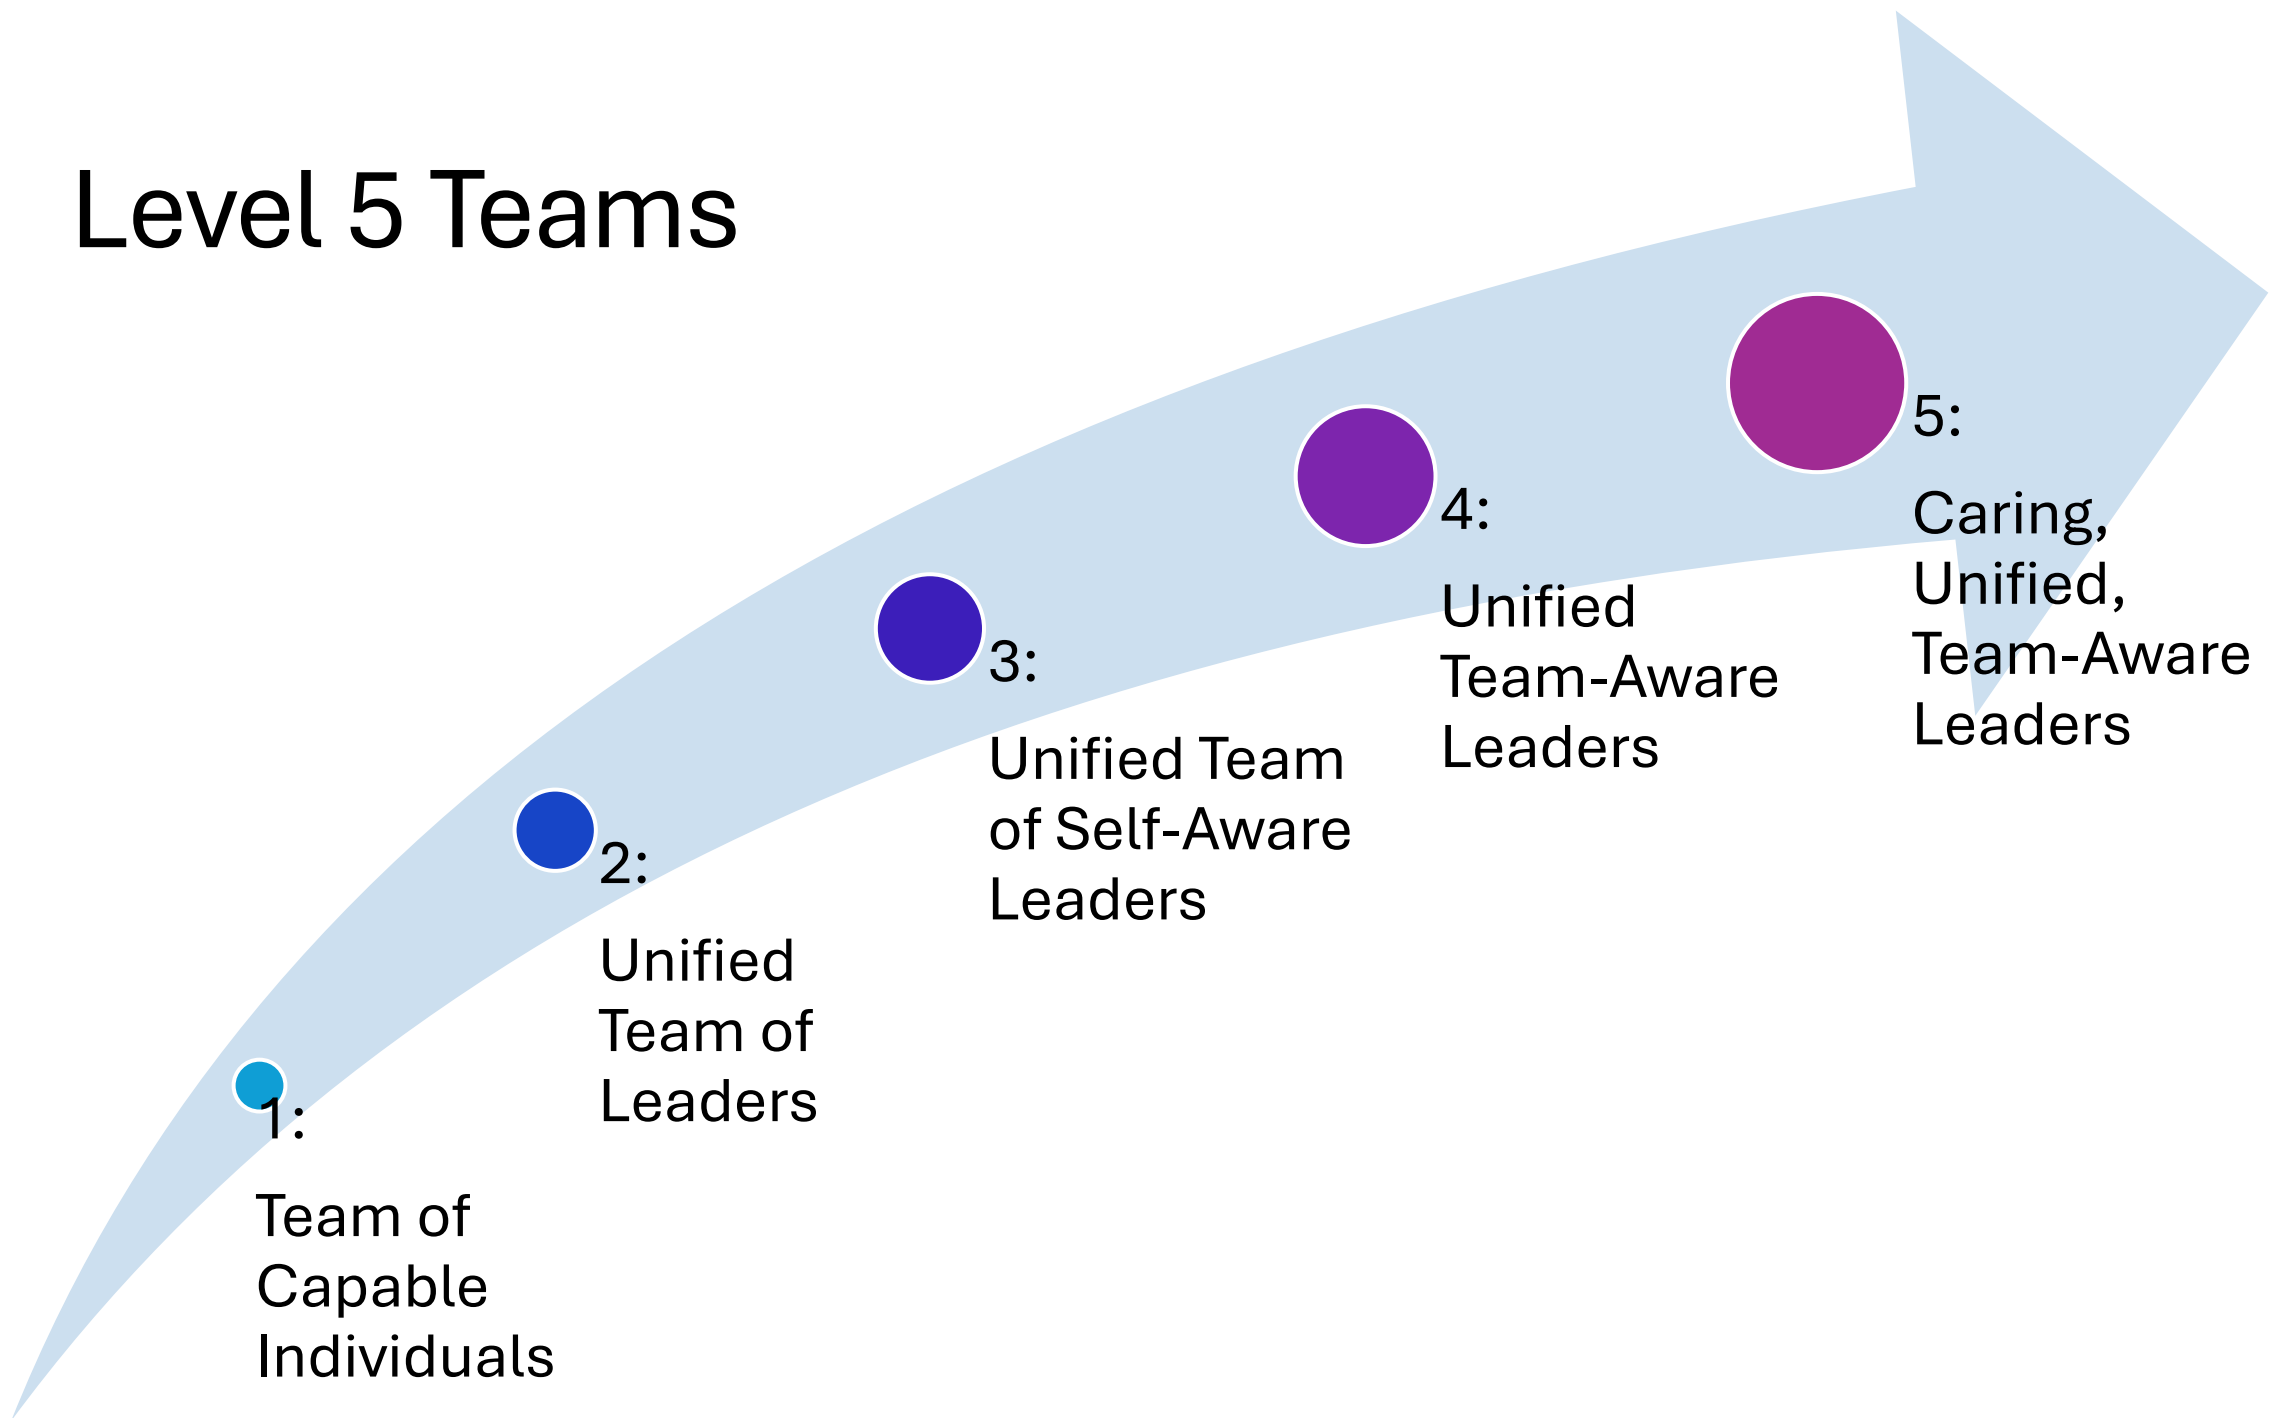 Level 5 Teams
1:
Team of
Capable
Individuals
2:
Unified
Team of
Leaders
3:
Unified Team
of Self-Aware
Leaders
4:
Unified
Team-Aware
Leaders
5:
Caring,
Unified,
Team-Aware
Leaders